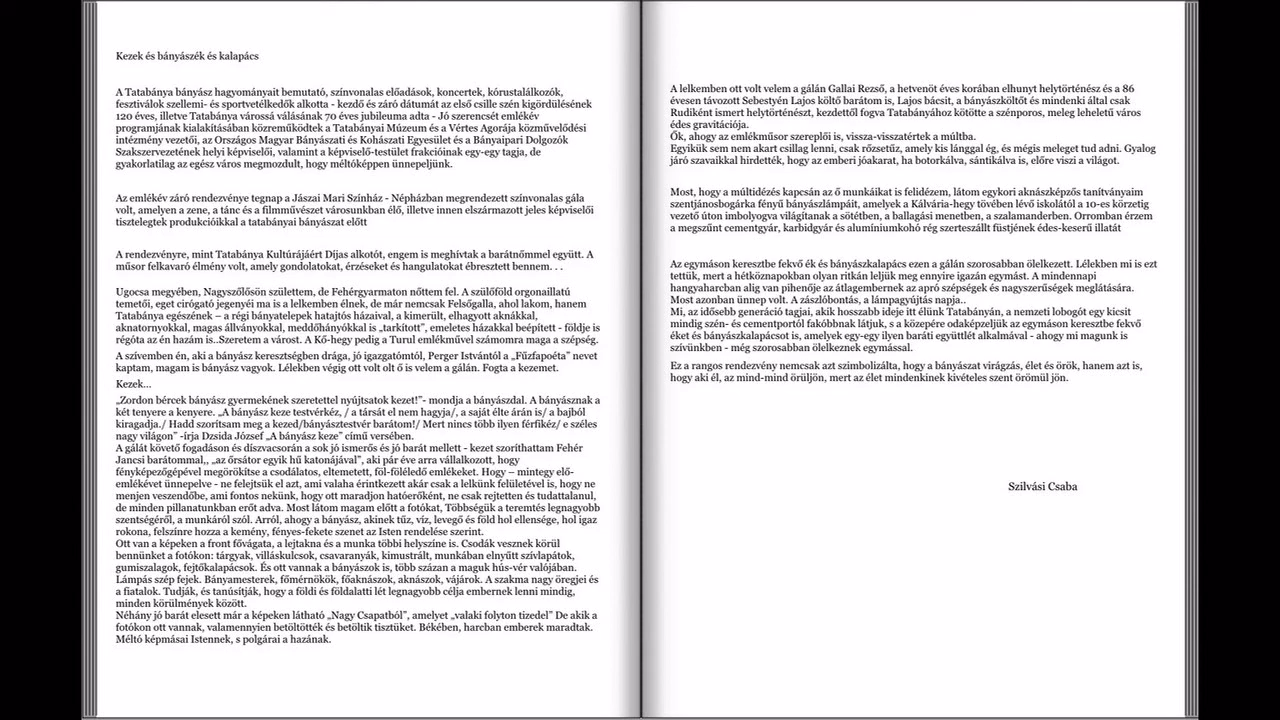 Kezek és bányászék és kalapács
A Tatabánya bányász hagyományait bemutató, színvonalas előadások, koncertek, kórustalálkozók,
fesztiválok szellemi- és sportvetélkedők alkotta - kezdő és záró dátumát az első csille szén kigördülésének
120 éves, illetve Tatabánya várossá válásának 70 éves jubileuma adta - Jó szerencsét emlékév
programjának kialakításában közreműködtek a Tatabányai Múzeum és a Vértes Agorája közművelődési
intézmény vezetői, az Országos Magyar Bányászati és Kohászati Egyesület és a Bányaipari Dolgozók
Szakszervezetének helyi képviselői, valamint a képviselő-testület frakcióinak egy-egy tagja, de
gyakorlatilag az egész város megmozdult, hogy méltóképpen ünnepeljünk.
Az emlékév záró rendezvénye tegnap a Jászai Mari Színház - Népházban megrendezett színvonalas gála
volt, amelyen a zene, a tánc és a filmművészet városunkban élő, illetve innen elszármazott jeles képviselői
tisztelegtek produkcióikkal a tatabányai bányászat előtt
A rendezvényre, mint Tatabánya Kultúrájáért Díjas alkotót, engem is meghívtak a barátnőmmel együtt. A
műsor felkavaró élmény volt, amely gondolatokat, érzéseket és hangulatokat ébresztett bennem. . .
Ugocsa megyében, Nagyszőlősön születtem, de Fehérgyarmaton nőttem fel. A szülőföld orgonaillatú
temetői, eget cirógató jegenyéi ma is a lelkemben élnek, de már nemcsak Felsőgalla, ahol lakom, hanem
Tatabánya egészének – a régi bányatelepek hatajtós házaival, a kimerült, elhagyott aknákkal,
aknatornyokkal, magas állványokkal, meddőhányókkal is „tarkított”, emeletes házakkal beépített - földje is
régóta az én hazám is..Szeretem a várost. A Kő-hegy pedig a Turul emlékművel számomra maga a szépség.
A szívemben én, aki a bányász keresztségben drága, jó igazgatómtól, Perger Istvántól a „Fűzfapoéta” nevet
kaptam, magam is bányász vagyok. Lélekben végig ott volt olt ő is velem a gálán. Fogta a kezemet.
Kezek...
„Zordon bércek bányász gyermekének szeretettel nyújtsatok kezet!”- mondja a bányászdal. A bányásznak a
két tenyere a kenyere. „A bányász keze testvérkéz, / a társát el nem hagyja/, a saját élte árán is/ a bajból
kiragadja./ Hadd szorítsam meg a kezed/bányásztestvér barátom!/ Mert nincs több ilyen férfikéz/ e széles
nagy világon” -írja Dzsida József „A bányász keze” című versében.
A gálát követő fogadáson és díszvacsorán a sok jó ismerős és jó barát mellett - kezet szoríthattam Fehér
Jancsi barátommal,, „az őrsátor egyik hű katonájával”, aki pár éve arra vállalkozott, hogy
fényképezőgépével megörökítse a csodálatos, eltemetett, föl-föléledő emlékeket. Hogy – mintegy elő-
emlékévet ünnepelve - ne felejtsük el azt, ami valaha érintkezett akár csak a lelkünk felületével is, hogy ne
menjen veszendőbe, ami fontos nekünk, hogy ott maradjon hatóerőként, ne csak rejtetten és tudattalanul,
de minden pillanatunkban erőt adva. Most látom magam előtt a fotókat, Többségük a teremtés legnagyobb
szentségéről, a munkáról szól. Arról, ahogy a bányász, akinek tűz, víz, levegő és föld hol ellensége, hol igaz
rokona, felszínre hozza a kemény, fényes-fekete szenet az Isten rendelése szerint.
Ott van a képeken a front fővágata, a lejtakna és a munka többi helyszíne is. Csodák vesznek körül
bennünket a fotókon: tárgyak, villáskulcsok, csavaranyák, kimustrált, munkában elnyűtt szívlapátok,
gumiszalagok, fejtőkalapácsok. És ott vannak a bányászok is, több százan a maguk hús-vér valójában.
Lámpás szép fejek. Bányamesterek, főmérnökök, főaknászok, aknászok, vájárok. A szakma nagy öregjei és
a fiatalok. Tudják, és tanúsítják, hogy a földi és földalatti lét legnagyobb célja embernek lenni mindig,
minden körülmények között.
Néhány jó barát elesett már a képeken látható „Nagy Csapatból”, amelyet „valaki folyton tizedel” De akik a
fotókon ott vannak, valamennyien betöltötték és betöltik tisztüket. Békében, harcban emberek maradtak.
Méltó képmásai Istennek, s polgárai a hazának.
A lelkemben ott volt velem a gálán Gallai Rezső, a hetvenöt éves korában elhunyt helytörténész és a 86
évesen távozott Sebestyén Lajos költő barátom is, Lajos bácsit, a bányászköltőt és mindenki által csak
Rudiként ismert helytörténészt, kezdettől fogva Tatabányához kötötte a szénporos, meleg leheletű város
édes gravitációja.
Ők, ahogy az emlékműsor szereplői is, vissza-visszatértek a múltba.
Egyikük sem nem akart csillag lenni, csak rőzsetűz, amely kis lánggal ég, és mégis meleget tud adni. Gyalog
járó szavaikkal hirdették, hogy az emberi jóakarat, ha botorkálva, sántikálva is, előre viszi a világot.
Most, hogy a múltidézés kapcsán az ő munkáikat is felidézem, látom egykori aknászképzős tanítványaim
szentjánosbogárka fényű bányászlámpáit, amelyek a Kálvária-hegy tövében lévő iskolától a 10-es körzetig
vezető úton imbolyogva világítanak a sötétben, a ballagási menetben, a szalamanderben. Orromban érzem
a megszűnt cementgyár, karbidgyár és alumíniumkohó rég szerteszállt füstjének édes-keserű illatát
Az egymáson keresztbe fekvő ék és bányászkalapács ezen a gálán szorosabban ölelkezett. Lélekben mi is ezt
tettük, mert a hétköznapokban olyan ritkán leljük meg ennyire igazán egymást. A mindennapi
hangyaharcban alig van pihenője az átlagembernek az apró szépségek és nagyszerűségek meglátására.
Most azonban ünnep volt. A zászlóbontás, a lámpagyújtás napja..
Mi, az idősebb generáció tagjai, akik hosszabb ideje itt élünk Tatabányán, a nemzeti lobogót egy kicsit
mindig szén- és cementportól fakóbbnak látjuk, s a közepére odaképzeljük az egymáson keresztbe fekvő
éket és bányászkalapácsot is, amelyek egy-egy ilyen baráti együttlét alkalmával - ahogy mi magunk is
szívünkben - még szorosabban ölelkeznek egymással.
Ez a rangos rendezvény nemcsak azt szimbolizálta, hogy a bányászat virágzás, élet és örök, hanem azt is,
hogy aki él, az mind-mind örüljön, mert az élet mindenkinek kivételes szent örömül jön.
Szilvási Csaba